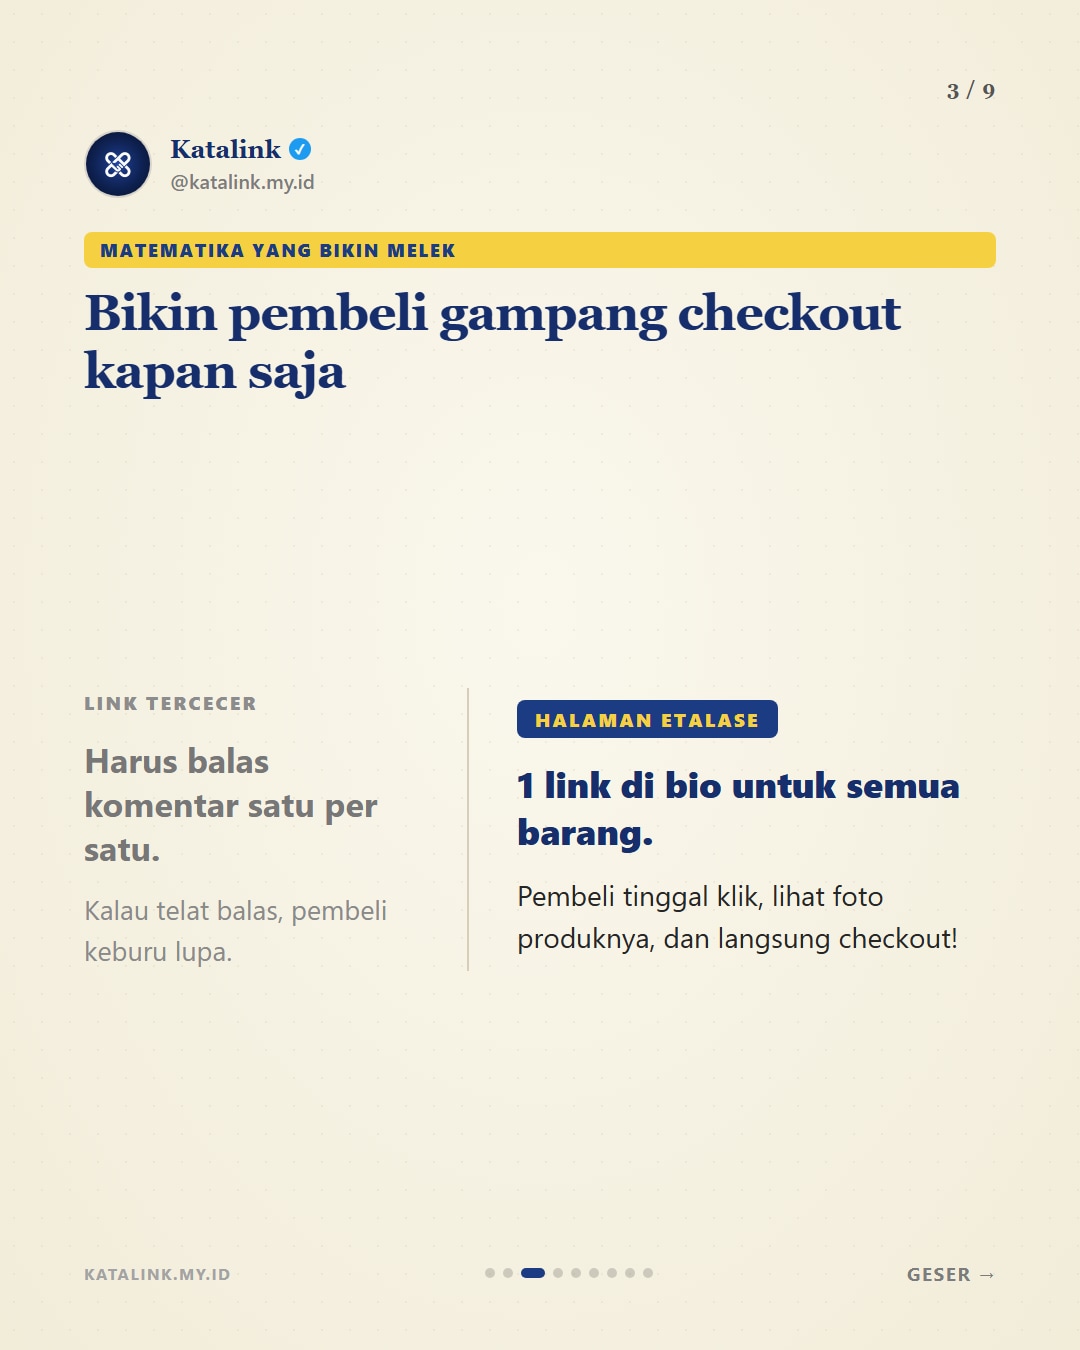 3 / 9
Katalink
@katalink.my.id
MATEMATIKA YANG BIKIN MELEK
Bikin pembeli gampang checkout
kapan saja
LINK TERCECER
Harus balas
komentar satu per
satu.
Kalau telat balas, pembeli
keburu lupa.
HALAMAN ETALASE
1 link di bio untuk semua
barang.
Pembeli tinggal klik, lihat foto
produknya, dan langsung checkout!
KATALINK.MY.ID
GESER →